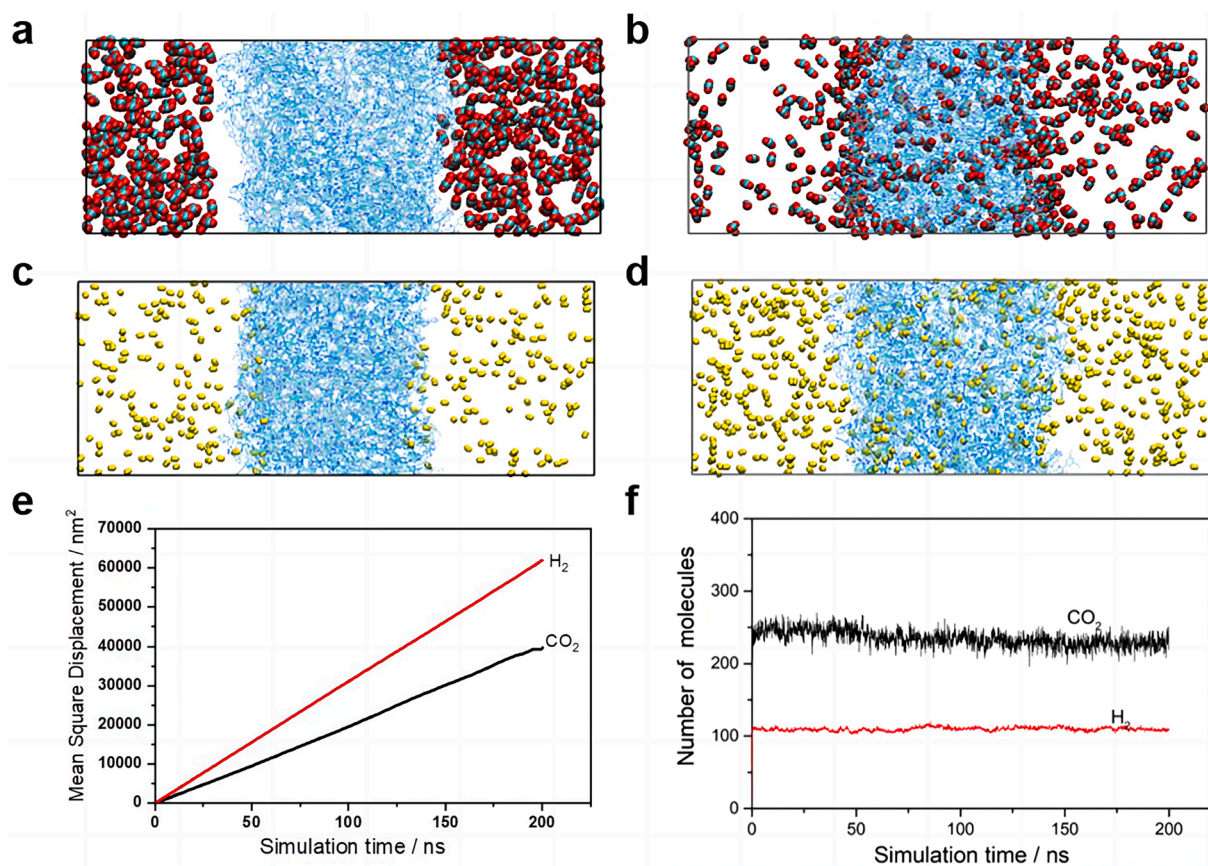 a
b
c
d
e
f
70000
60000
50000
40000
30000
20000
10000
0
Mean Square Displacement / nm²
H₂
CO₂
0
50
100
150
200
Simulation time / ns
400
300
250
200
100
0
Number of molecules
CO₂
H₂
0
50
100
150
200
Simulation time / ns